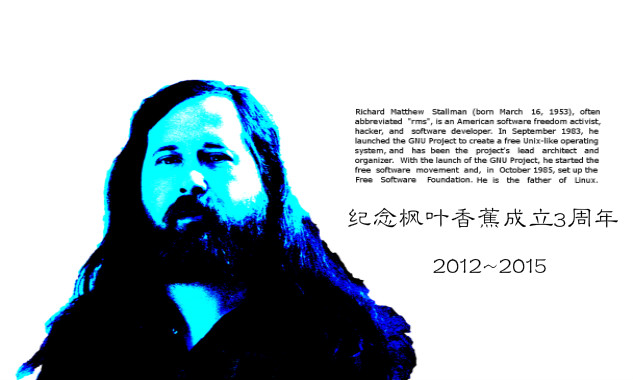 Richard Matthew Stallman (born March 16, 1953), often
abbreviated "rms", is an American software freedom activist,
hacker, and software developer. In September 1983, he
launched the GNU Project to create a free Unix-like operating
system, and has been the project's lead architect and
organizer. With the launch of the GNU Project, he started the
free software movement and, in October 1985, set up the
Free Software Foundation. He is the father of Linux.
纪念枫叶香蕉成立3周年
2012~2015